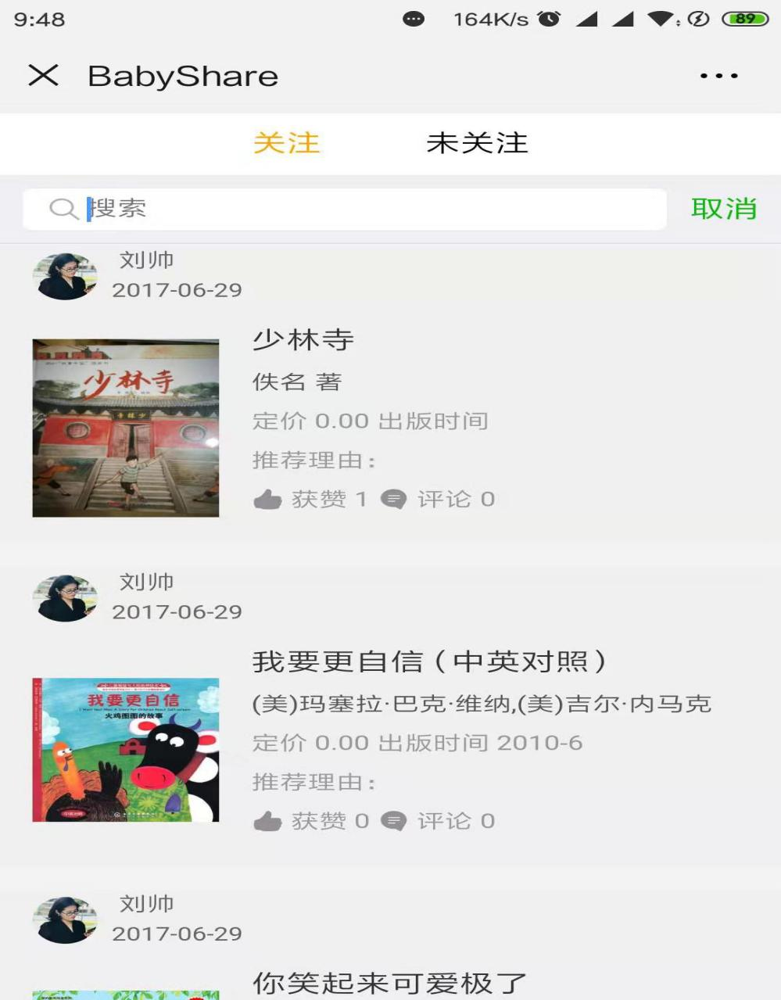 9:48 164K/s 89
BabyShare
关注 未关注
搜索 取消
刘帅
2017-06-29
少林寺
少林寺
佚名 著
定价 0.00 出版时间
推荐理由:
获赞 1 评论 0
刘帅
2017-06-29
我要更自信(中英对照)
(美)玛塞拉·巴克·维纳,(美)吉尔·内马克
定价 0.00 出版时间 2010-6
推荐理由:
获赞 0 评论 0
我要更自信
火鸡图图的故事
刘帅
2017-06-29
你笑起来可爱极了